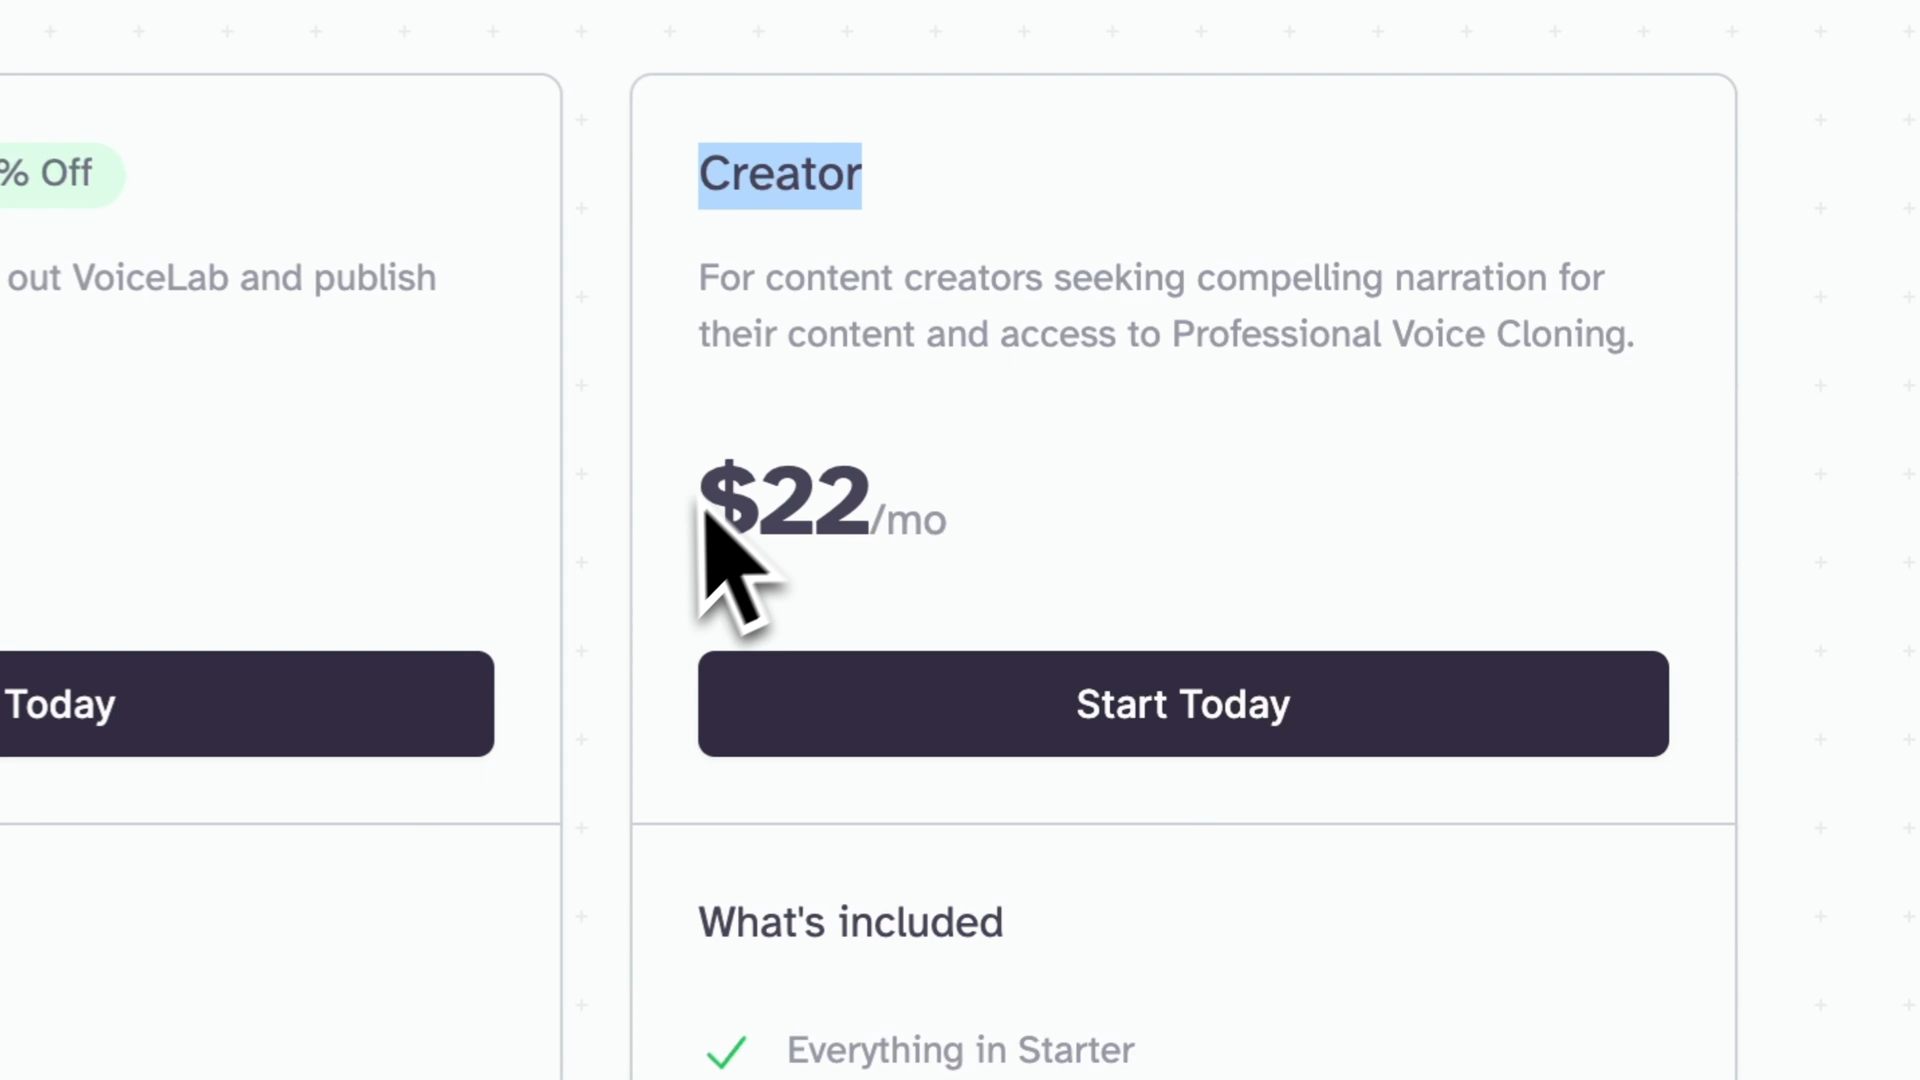 % Off
out VoiceLab and publish
Today
Creator
For content creators seeking compelling narration for
their content and access to Professional Voice Cloning.
$22/mo
Start Today
What's included
Everything in Starter